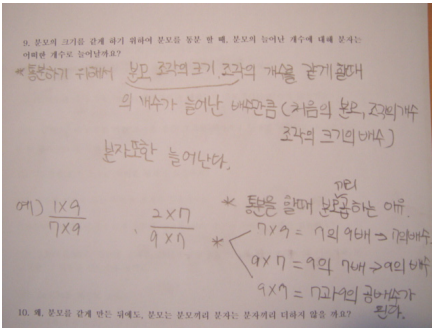 9. 분모의 크기를 같게 하기 위하여 분모를 통분 할 때, 분모의 늘어난 개수에 대해 분자는
어떠한 개수로 늘어날까요?
* 통분하기 위해서 분모, 조각의 크기, 조각의 개수를 같게 할때
의 개수가 늘어난 배수만큼 (처음의 분모, 조각의 개수
조각의 크기의 배수)
분자또한 늘어난다.
예) 1×9/7×9 , 2×7/9×7
* 통분을 할때 분모끼리 곱하는 이유.
* 7×9 = 7의 9배 → 7의배수.
9×7 = 9의 7배 → 9의 배수
9×7 = 7과9의 공배수가
된다.
10. 왜, 분모를 같게 만든 뒤에도, 분모는 분모끼리 분자는 분자끼리 더하지 않을 까요?